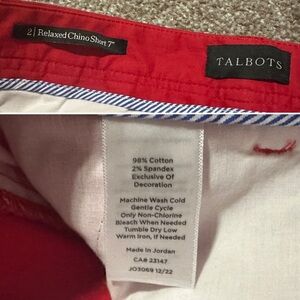 2 | Relaxed Chino Short 7"
TALBOTS
98% Cotton
2% Spandex
Exclusive Of
Decoration
Machine Wash Cold
Gentle Cycle
Only Non-Chlorine
Bleach When Needed
Tumble Dry Low
Warm Iron, If Needed
Made in Jordan
CA# 23147
JO3069 12/22